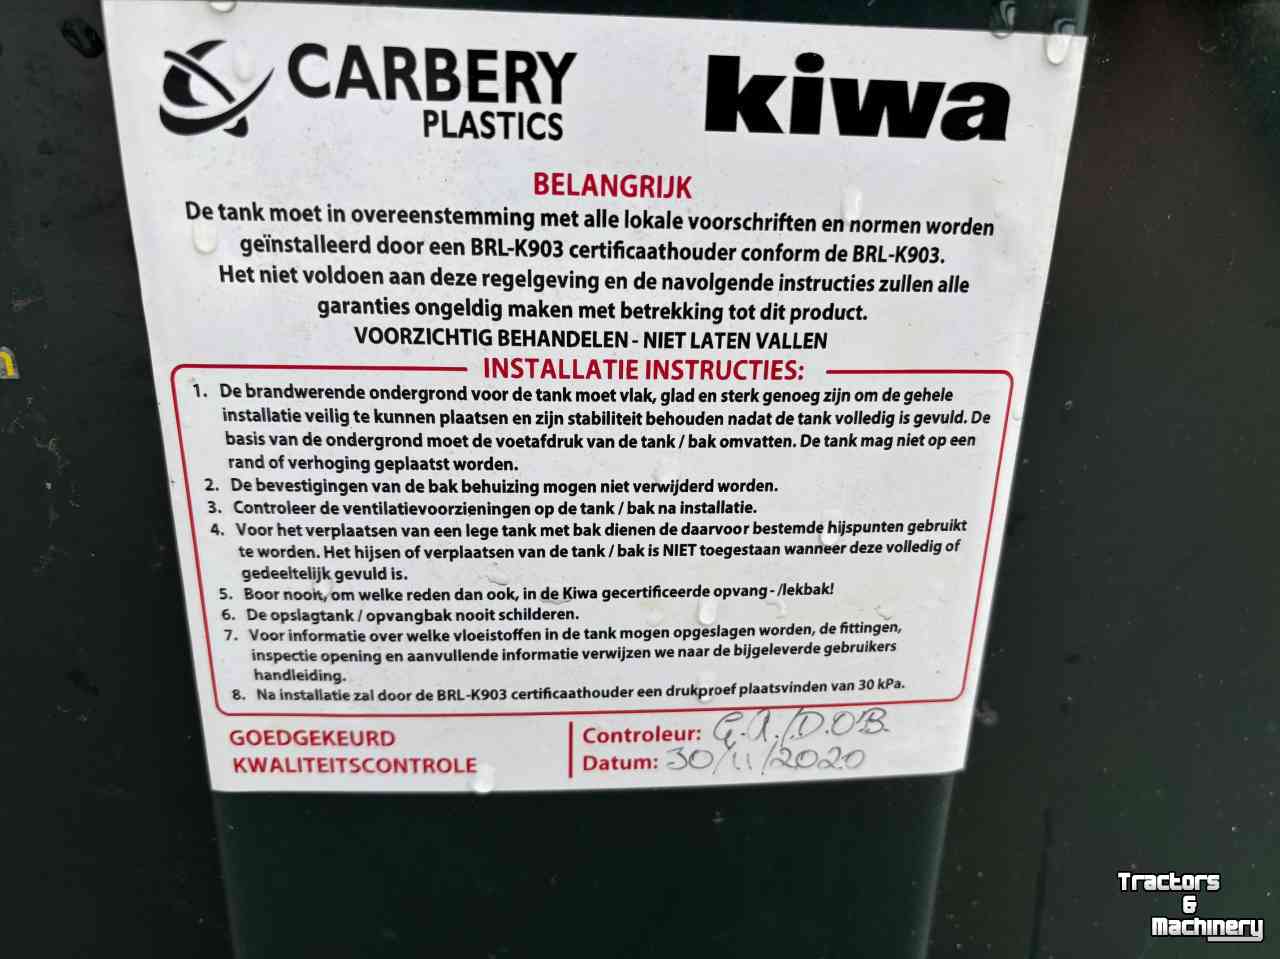 CARBERY
PLASTICS
kiwa
BELANGRIJK
De tank moet in overeenstemming met alle lokale voorschriften en normen worden
geïnstalleerd door een BRL-K903 certificaathouder conform de BRL-K903.
Het niet voldoen aan deze regelgeving en de navolgende instructies zullen alle
garanties ongeldig maken met betrekking tot dit product.
VOORZICHTIG BEHANDELEN - NIET LATEN VALLEN
INSTALLATIE INSTRUCTIES:
1. De brandwerende ondergrond voor de tank moet vlak, glad en sterk genoeg zijn om de gehele
installatie veilig te kunnen plaatsen en zijn stabiliteit behouden nadat de tank volledig is gevuld. De
basis van de ondergrond moet de voetafdruk van de tank / bak omvatten. De tank mag niet op een
rand of verhoging geplaatst worden.
2. De bevestigingen van de bak behuizing mogen niet verwijderd worden.
3. Controleer de ventilatievoorzieningen op de tank / bak na installatie.
4. Voor het verplaatsen van een lege tank met bak dienen de daarvoor bestemde hijspunten gebruikt
te worden. Het hijsen of verplaatsen van de tank / bak is NIET toegestaan wanneer deze volledig of
gedeeltelijk gevuld is.
5. Boor nooit, om welke reden dan ook, in de Kiwa gecertificeerde opvang - /lekbak!
6. De opslagtank / opvangbak nooit schilderen.
7. Voor informatie over welke vloeistoffen in de tank mogen opgeslagen worden, de fittingen,
inspectie opening en aanvullende informatie verwijzen we naar de bijgeleverde gebruikers
handleiding.
8. Na installatie zal door de BRL-K903 certificaathouder een drukproef plaatsvinden van 30 kPa.
GOEDGEKEURD
KWALITEITSCONTROLE
Controleur: G.A./D.OB.
Datum: 30/11/2020
Tractors
&
Machinery